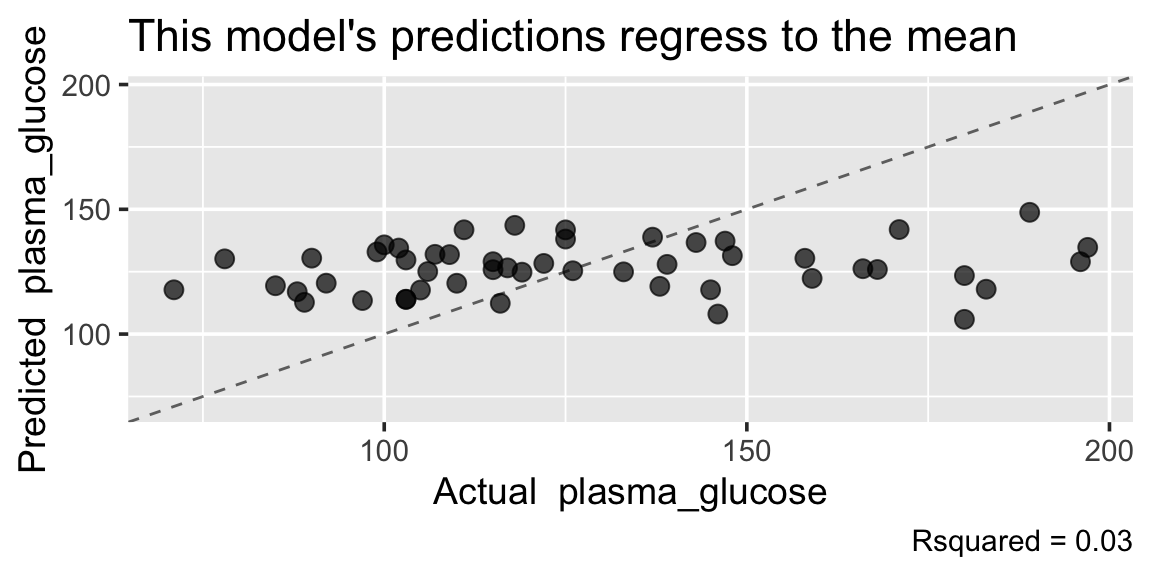 This model's predictions regress to the mean
Predicted  plasma_glucose
200
150
100
100
150
200
Actual  plasma_glucose
Rsquared = 0.03